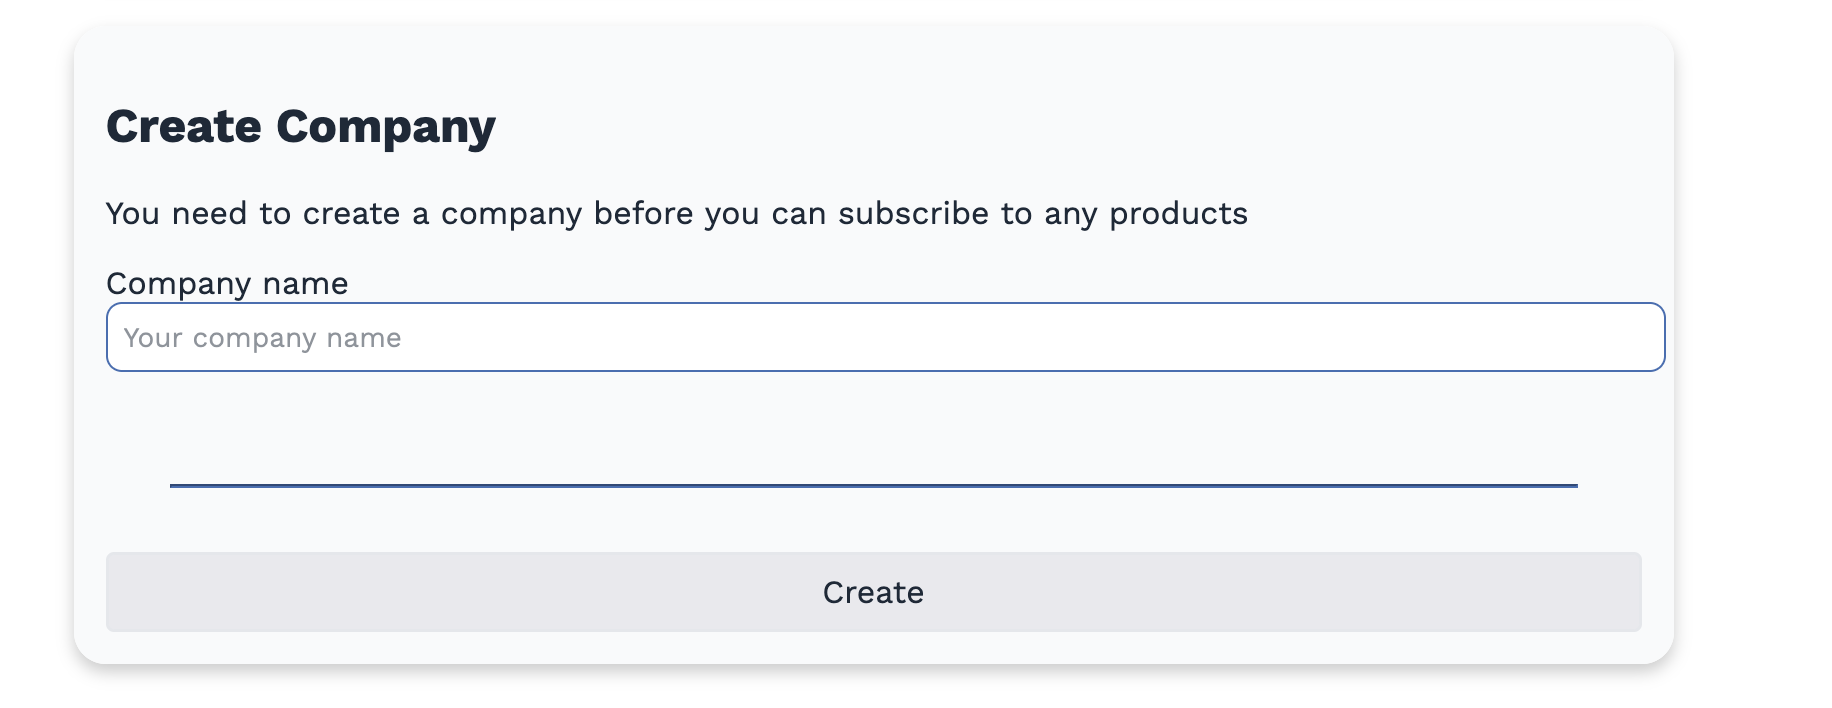 Create Company
You need to create a company before you can subscribe to any products
Company name
Your company name
Create